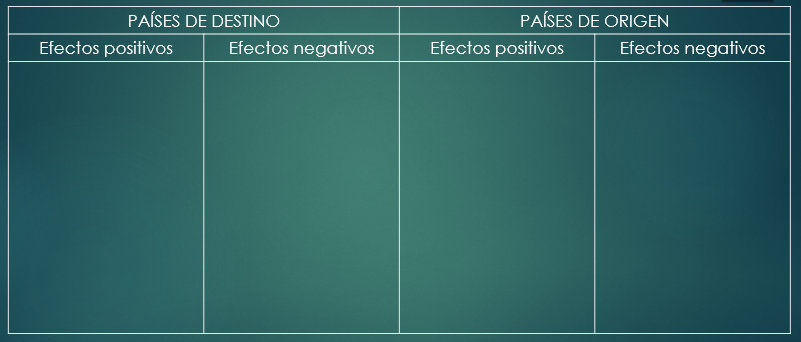 PAÍSES DE DESTINO
PAÍSES DE ORIGEN
Efectos positivos
Efectos negativos
Efectos positivos
Efectos negativos